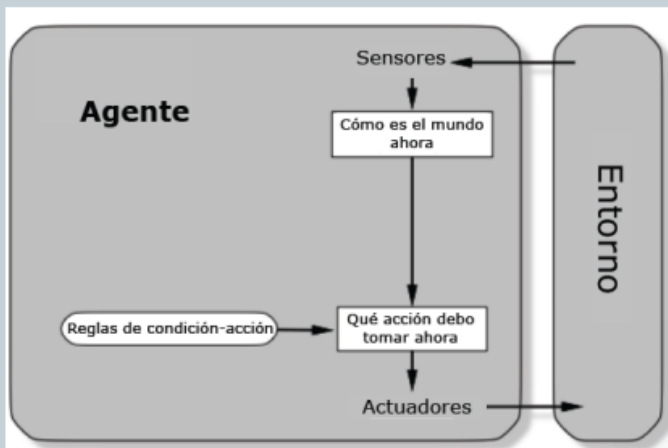 Sensores
Agente
Cómo es el mundo
ahora
Entorno
Reglas de condición-acción
Qué acción debo
tomar ahora
Actuadores